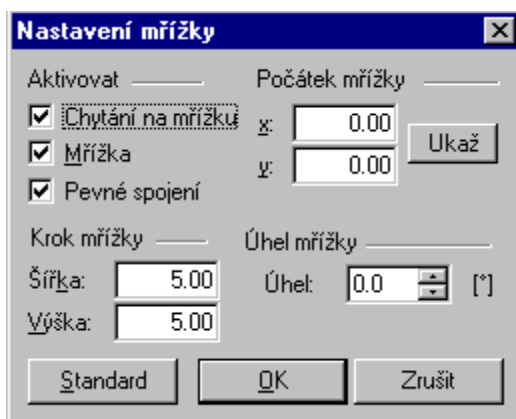 Nastavení mřížky
Aktivovat
Chytání na mřížku
Mřížka
Pevné spojení
Počátek mřížky
x: 0.00
y: 0.00
Ukaž
Krok mřížky
Šířka: 5.00
Výška: 5.00
Úhel mřížky
Úhel: 0.0 [°]
Standard OK Zrušit